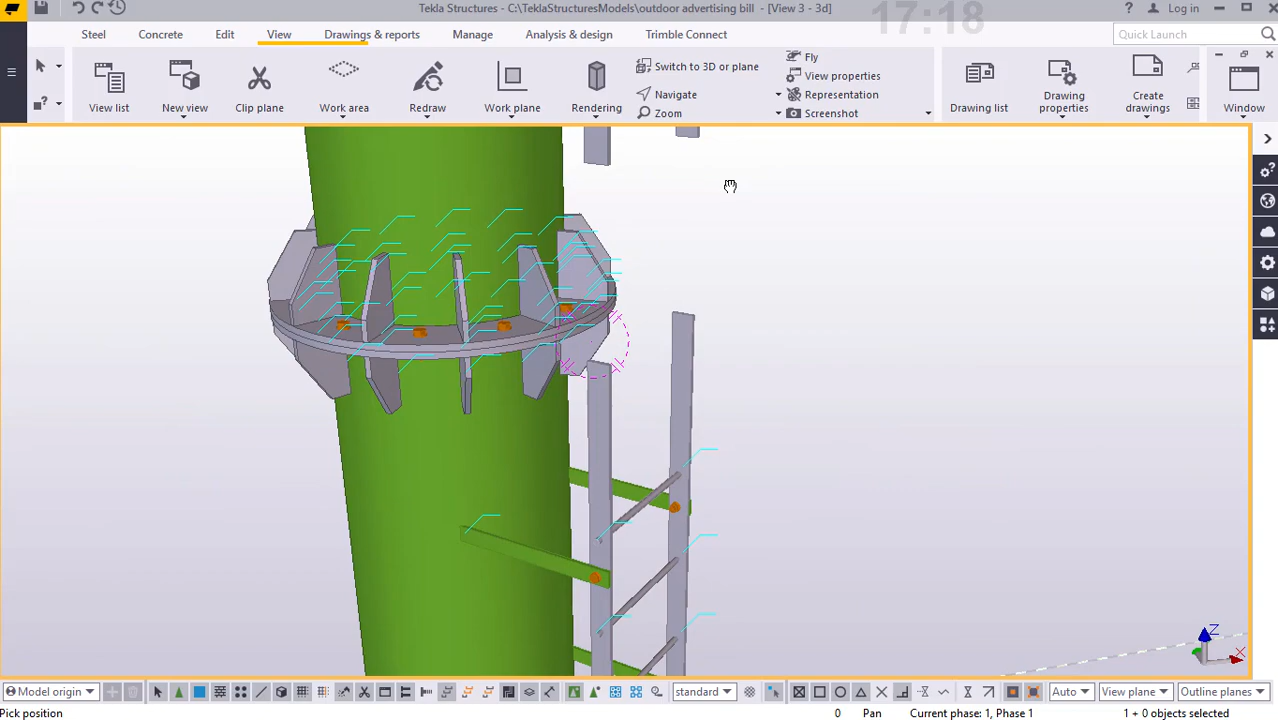 Tekla Structures - C:\TeklaStructuresModels\outdoor advertising bill - [View 3 - 3d]
17:18
? Log in
Steel Concrete Edit View Drawings & reports Manage Analysis & design Trimble Connect Quick Launch
Fly
Switch to 3D or plane View properties
Navigate Representation
View list New view Clip plane Work area Redraw Work plane Rendering Zoom Screenshot Drawing list Drawing properties Create drawings Window
Z
X
Model origin standard Auto View plane Outline planes
Pick position 0 Pan Current phase: 1, Phase 1 1 + 0 objects selected